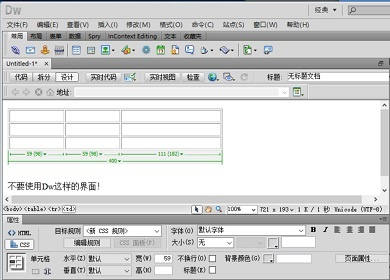 Dw
经典
文件(F) 编辑(E) 查看(V) 插入(I) 修改(M) 格式(O) 命令(C) 站点(S) 窗口(W) 帮助(H)
常用 布局 表单 数据 Spry InContext Editing 文本 收藏夹
Untitled-1*
代码 拆分 设计 实时代码 实时视图 检查 标题: 无标题文档
地址:
59 (98) 59 (98) 111 (182)
400
不要使用Dw这样的界面!
<body><table><tr><td> 100% 721 x 193 1 K / 1 秒 Unicode (UTF-8)
属性
HTML 目标规则 <新 CSS 规则> 字体(O) 默认字体 B I
CSS 编辑规则 CSS 面板(P) 大小(S) 无
单元格 水平(Z) 默认 宽(W) 59 不换行(O) 背景颜色(G) 页面属性...
垂直(T) 默认 高(H) 标题(E)